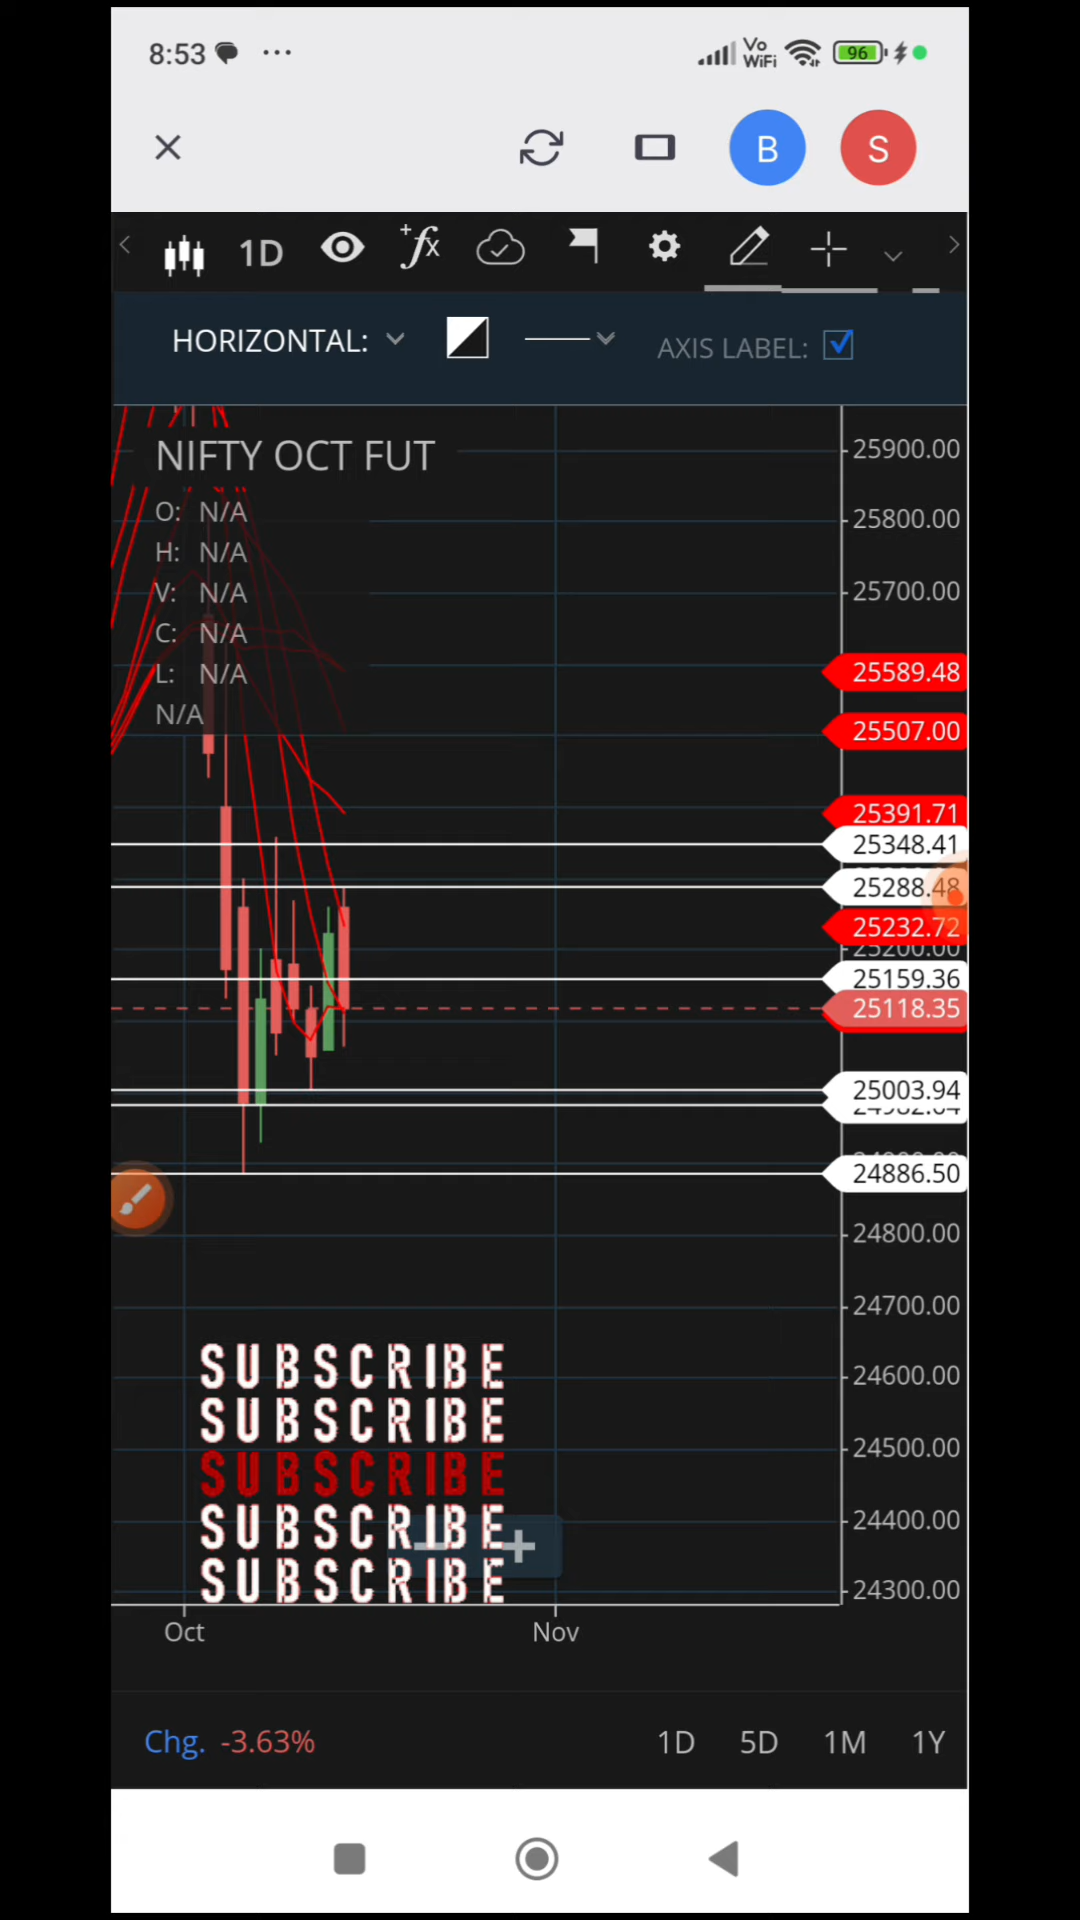 8:53
Vo
WiFi
96
B
S
1D
+fx
HORIZONTAL:
AXIS LABEL:
NIFTY OCT FUT
O: N/A
H: N/A
V: N/A
C: N/A
L: N/A
N/A
25900.00
25800.00
25700.00
25589.48
25507.00
25391.71
25348.41
25288.48
25232.72
25200.00
25159.36
25118.35
25003.94
24886.50
24800.00
24700.00
24600.00
24500.00
24400.00
24300.00
SUBSCRIBE
SUBSCRIBE
SUBSCRIBE
SUBSCRIBE
SUBSCRIBE
Oct Nov
Chg. -3.63% 1D 5D 1M 1Y